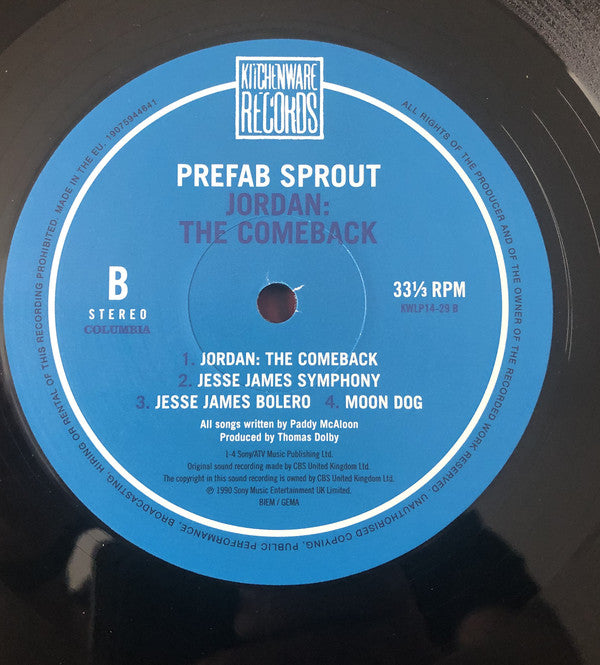 KITCHENWARE
RECORDS
PREFAB SPROUT
JORDAN:
THE COMEBACK
B
STEREO
COLUMBIA
33⅓ RPM
KWLP14-29 B
1. JORDAN: THE COMEBACK
2. JESSE JAMES SYMPHONY
3. JESSE JAMES BOLERO 4. MOON DOG
All songs written by Paddy McAloon
Produced by Thomas Dolby
1-4 Sony/ATV Music Publishing Ltd.
Original sound recording made by CBS United Kingdom Ltd.
The copyright in this sound recording is owned by CBS United Kingdom Ltd.
℗ 1990 Sony Music Entertainment UK Limited.
BIEM / GEMA
ALL RIGHTS OF THE PRODUCER AND OF THE OWNER OF THE RECORDED WORK RESERVED. UNAUTHORISED COPYING, PUBLIC PERFORMANCE, BROADCASTING, HIRING OR RENTAL OF THIS RECORDING PROHIBITED. MADE IN THE EU. 19075944641